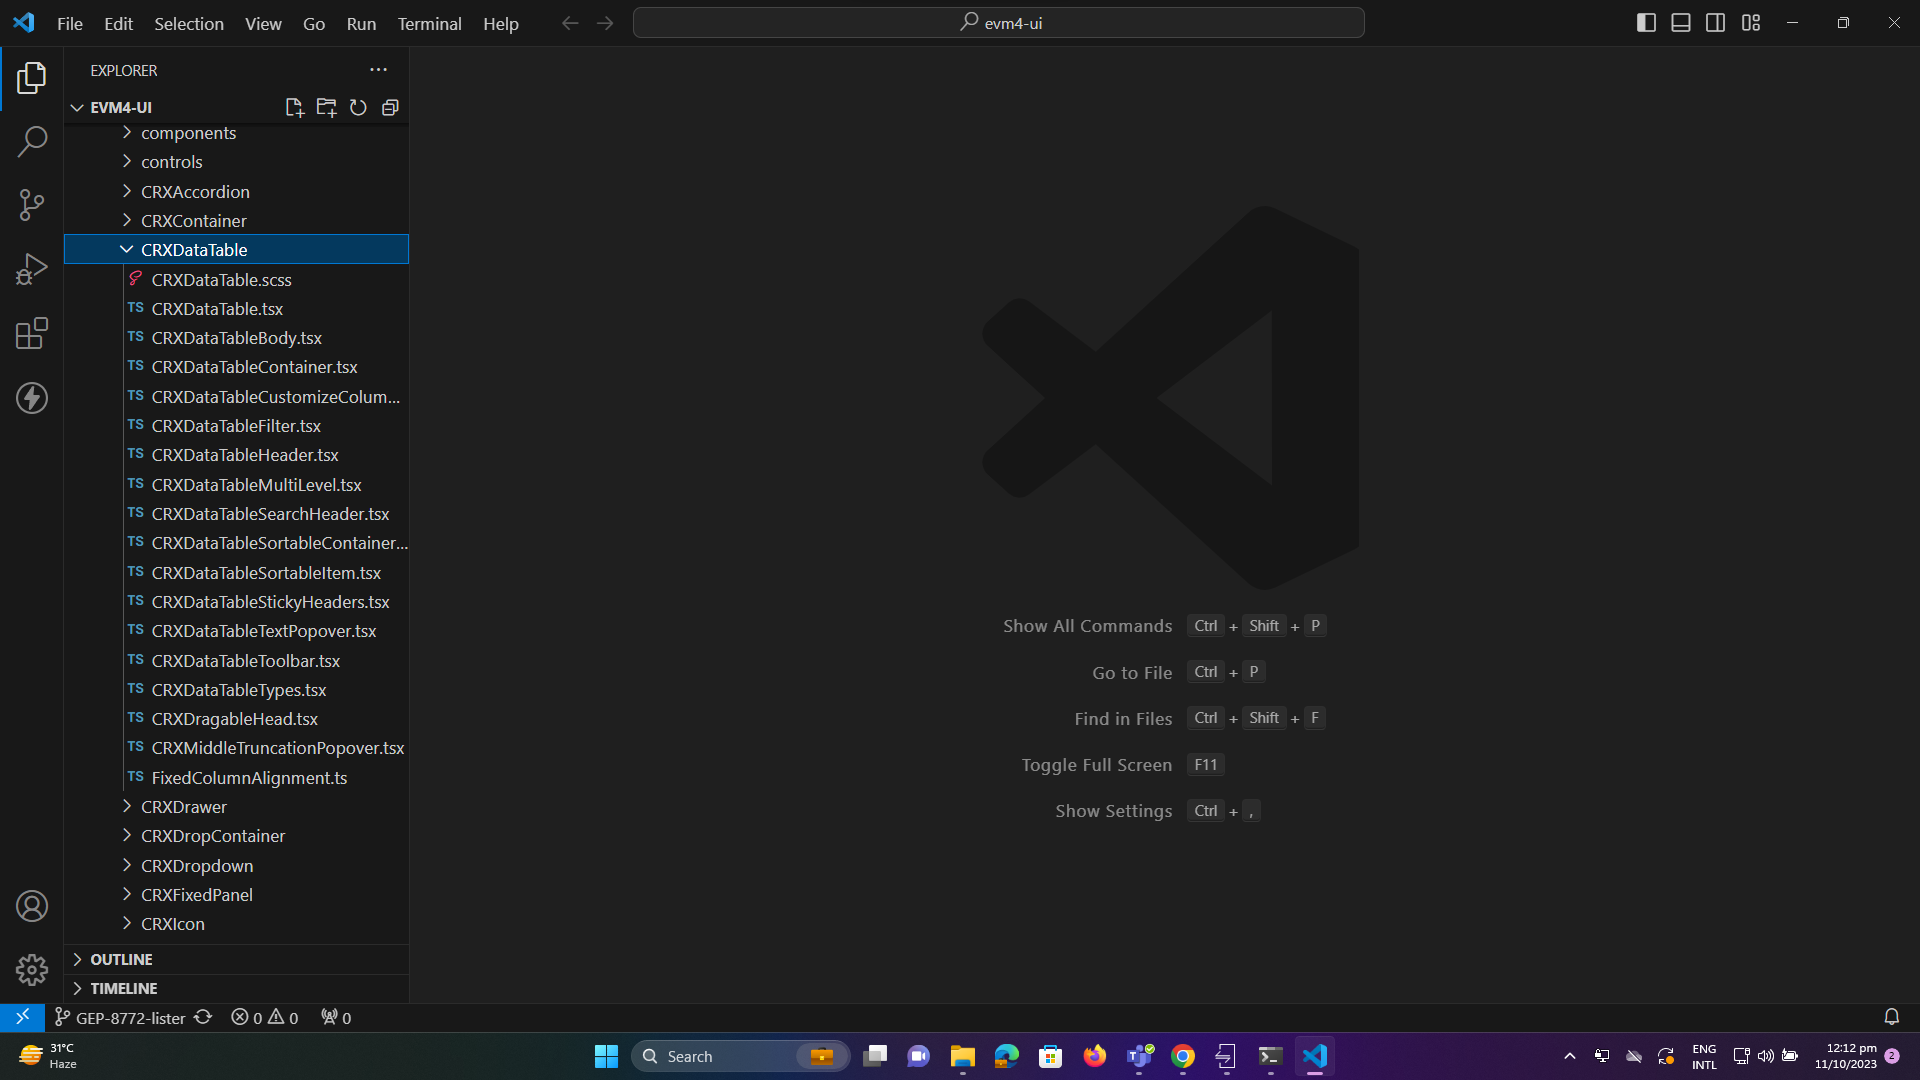 File Edit Selection View Go Run Terminal Help
evm4-ui
EXPLORER
EVM4-UI
components
controls
CRXAccordion
CRXContainer
CRXDataTable
CRXDataTable.scss
TS CRXDataTable.tsx
TS CRXDataTableBody.tsx
TS CRXDataTableContainer.tsx
TS CRXDataTableCustomizeColum...
TS CRXDataTableFilter.tsx
TS CRXDataTableHeader.tsx
TS CRXDataTableMultiLevel.tsx
TS CRXDataTableSearchHeader.tsx
TS CRXDataTableSortableContainer...
TS CRXDataTableSortableItem.tsx
TS CRXDataTableStickyHeaders.tsx
TS CRXDataTableTextPopover.tsx
TS CRXDataTableToolbar.tsx
TS CRXDataTableTypes.tsx
TS CRXDragableHead.tsx
TS CRXMiddleTruncationPopover.tsx
TS FixedColumnAlignment.ts
CRXDrawer
CRXDropContainer
CRXDropdown
CRXFixedPanel
CRXIcon
OUTLINE
TIMELINE
Show All Commands Ctrl + Shift + P
Go to File Ctrl + P
Find in Files Ctrl + Shift + F
Toggle Full Screen F11
Show Settings Ctrl + ,
GEP-8772-lister 0 0 0
31°C
Haze
Search
ENG
INTL
12:12 pm
11/10/2023
2